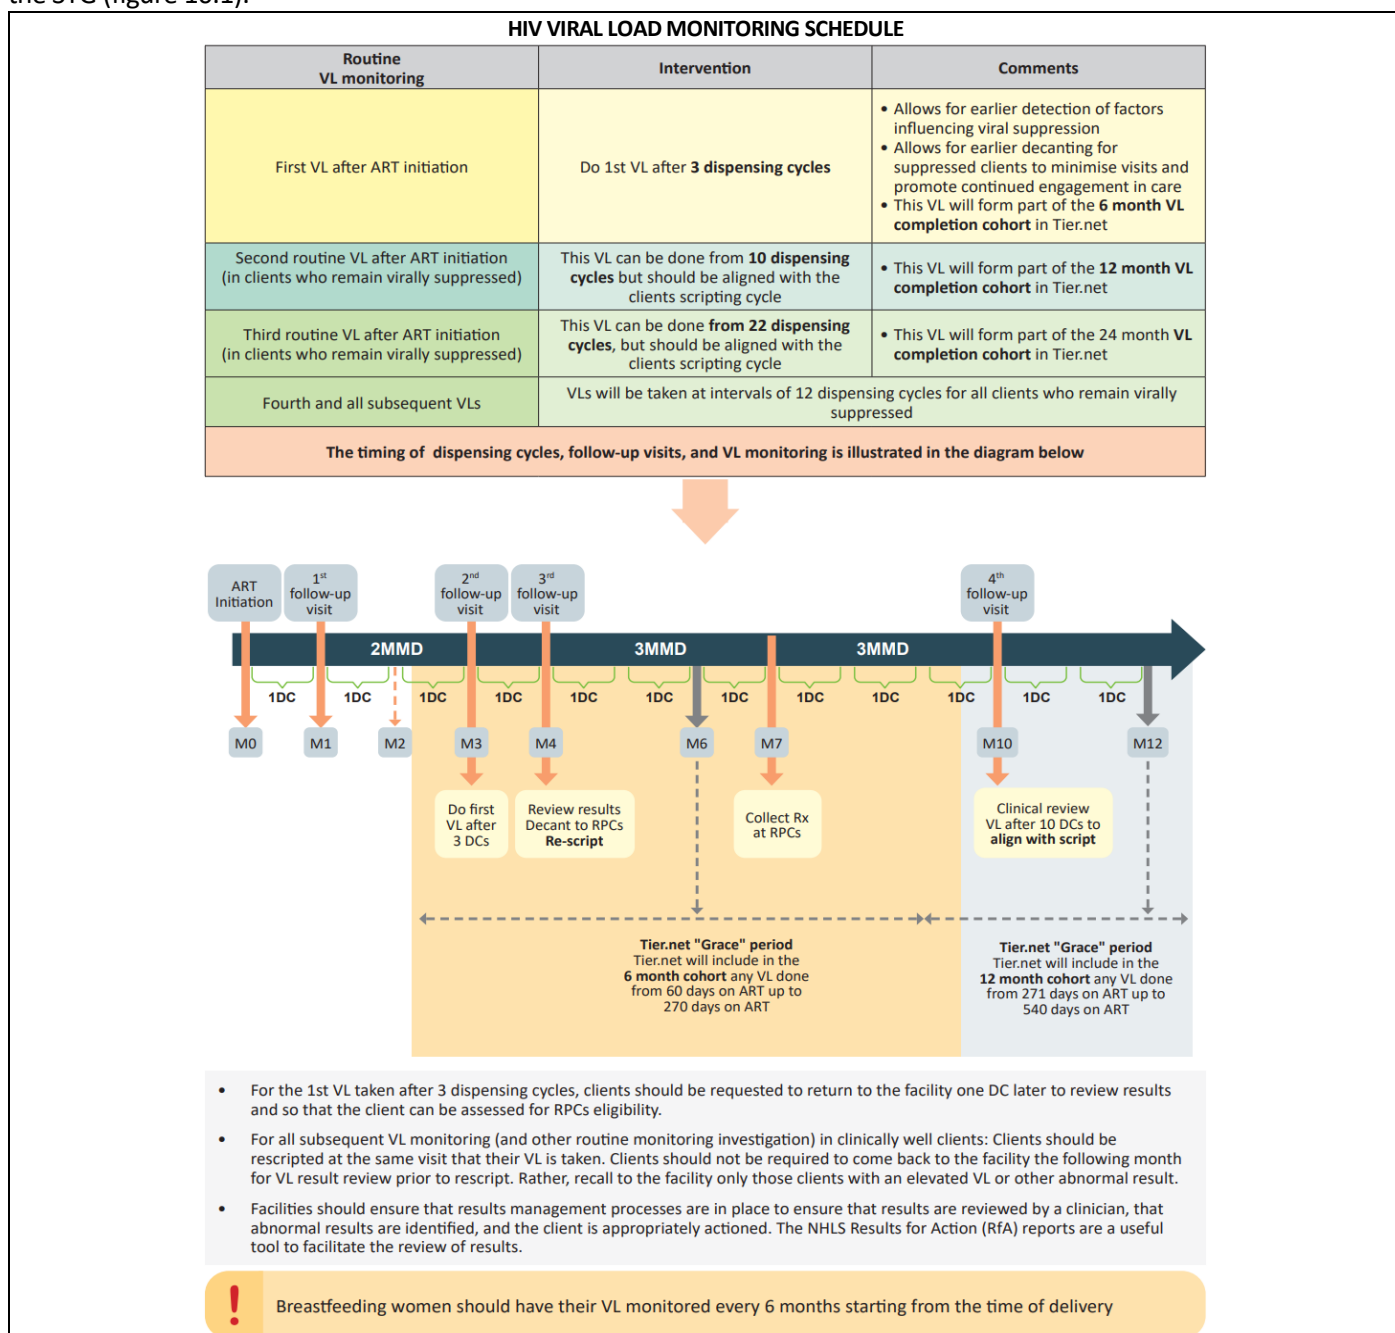 the STG (figure 10.1).
HIV VIRAL LOAD MONITORING SCHEDULE
Routine
VL monitoring
Intervention
Comments
First VL after ART initiation
Do 1st VL after 3 dispensing cycles
• Allows for earlier detection of factors
influencing viral suppression
• Allows for earlier decanting for
suppressed clients to minimise visits and
promote continued engagement in care
• This VL will form part of the 6 month VL
completion cohort in Tier.net
Second routine VL after ART initiation
(in clients who remain virally suppressed)
This VL can be done from 10 dispensing
cycles but should be aligned with the
clients scripting cycle
• This VL will form part of the 12 month VL
completion cohort in Tier.net
Third routine VL after ART initiation
(in clients who remain virally suppressed)
This VL can be done from 22 dispensing
cycles, but should be aligned with the
clients scripting cycle
• This VL will form part of the 24 month VL
completion cohort in Tier.net
Fourth and all subsequent VLs
VLs will be taken at intervals of 12 dispensing cycles for all clients who remain virally
suppressed
The timing of dispensing cycles, follow-up visits, and VL monitoring is illustrated in the diagram below
ART
Initiation
1st
follow-up
visit
2nd
follow-up
visit
3rd
follow-up
visit
4th
follow-up
visit
2MMD
3MMD
3MMD
1DC
1DC
1DC
1DC
1DC
1DC
1DC
1DC
1DC
1DC
1DC
1DC
M0
M1
M2
M3
M4
M6
M7
M10
M12
Do first
VL after
3 DCs
Review results
Decant to RPCs
Re-script
Collect Rx
at RPCs
Clinical review
VL after 10 DCs to
align with script
Tier.net "Grace" period
Tier.net will include in the
6 month cohort any VL done
from 60 days on ART up to
270 days on ART
Tier.net "Grace" period
Tier.net will include in the
12 month cohort any VL done
from 271 days on ART up to
540 days on ART
• For the 1st VL taken after 3 dispensing cycles, clients should be requested to return to the facility one DC later to review results
and so that the client can be assessed for RPCs eligibility.
• For all subsequent VL monitoring (and other routine monitoring investigation) in clinically well clients: Clients should be
rescripted at the same visit that their VL is taken. Clients should not be required to come back to the facility the following month
for VL result review prior to rescript. Rather, recall to the facility only those clients with an elevated VL or other abnormal result.
• Facilities should ensure that results management processes are in place to ensure that results are reviewed by a clinician, that
abnormal results are identified, and the client is appropriately actioned. The NHLS Results for Action (RfA) reports are a useful
tool to facilitate the review of results.
! Breastfeeding women should have their VL monitored every 6 months starting from the time of delivery